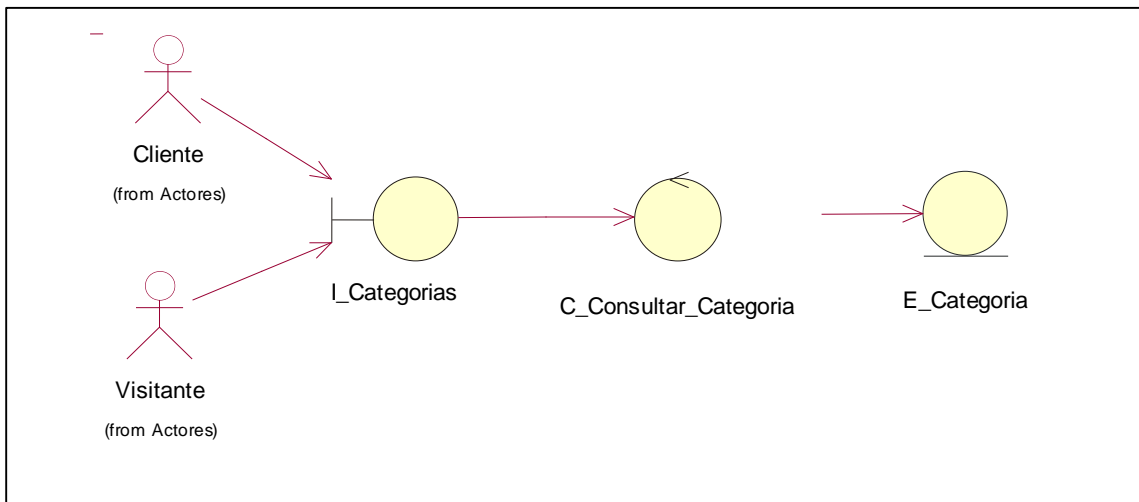 Cliente
(from Actores)
I_Categorias
C_Consultar_Categoria
E_Categoria
Visitante
(from Actores)